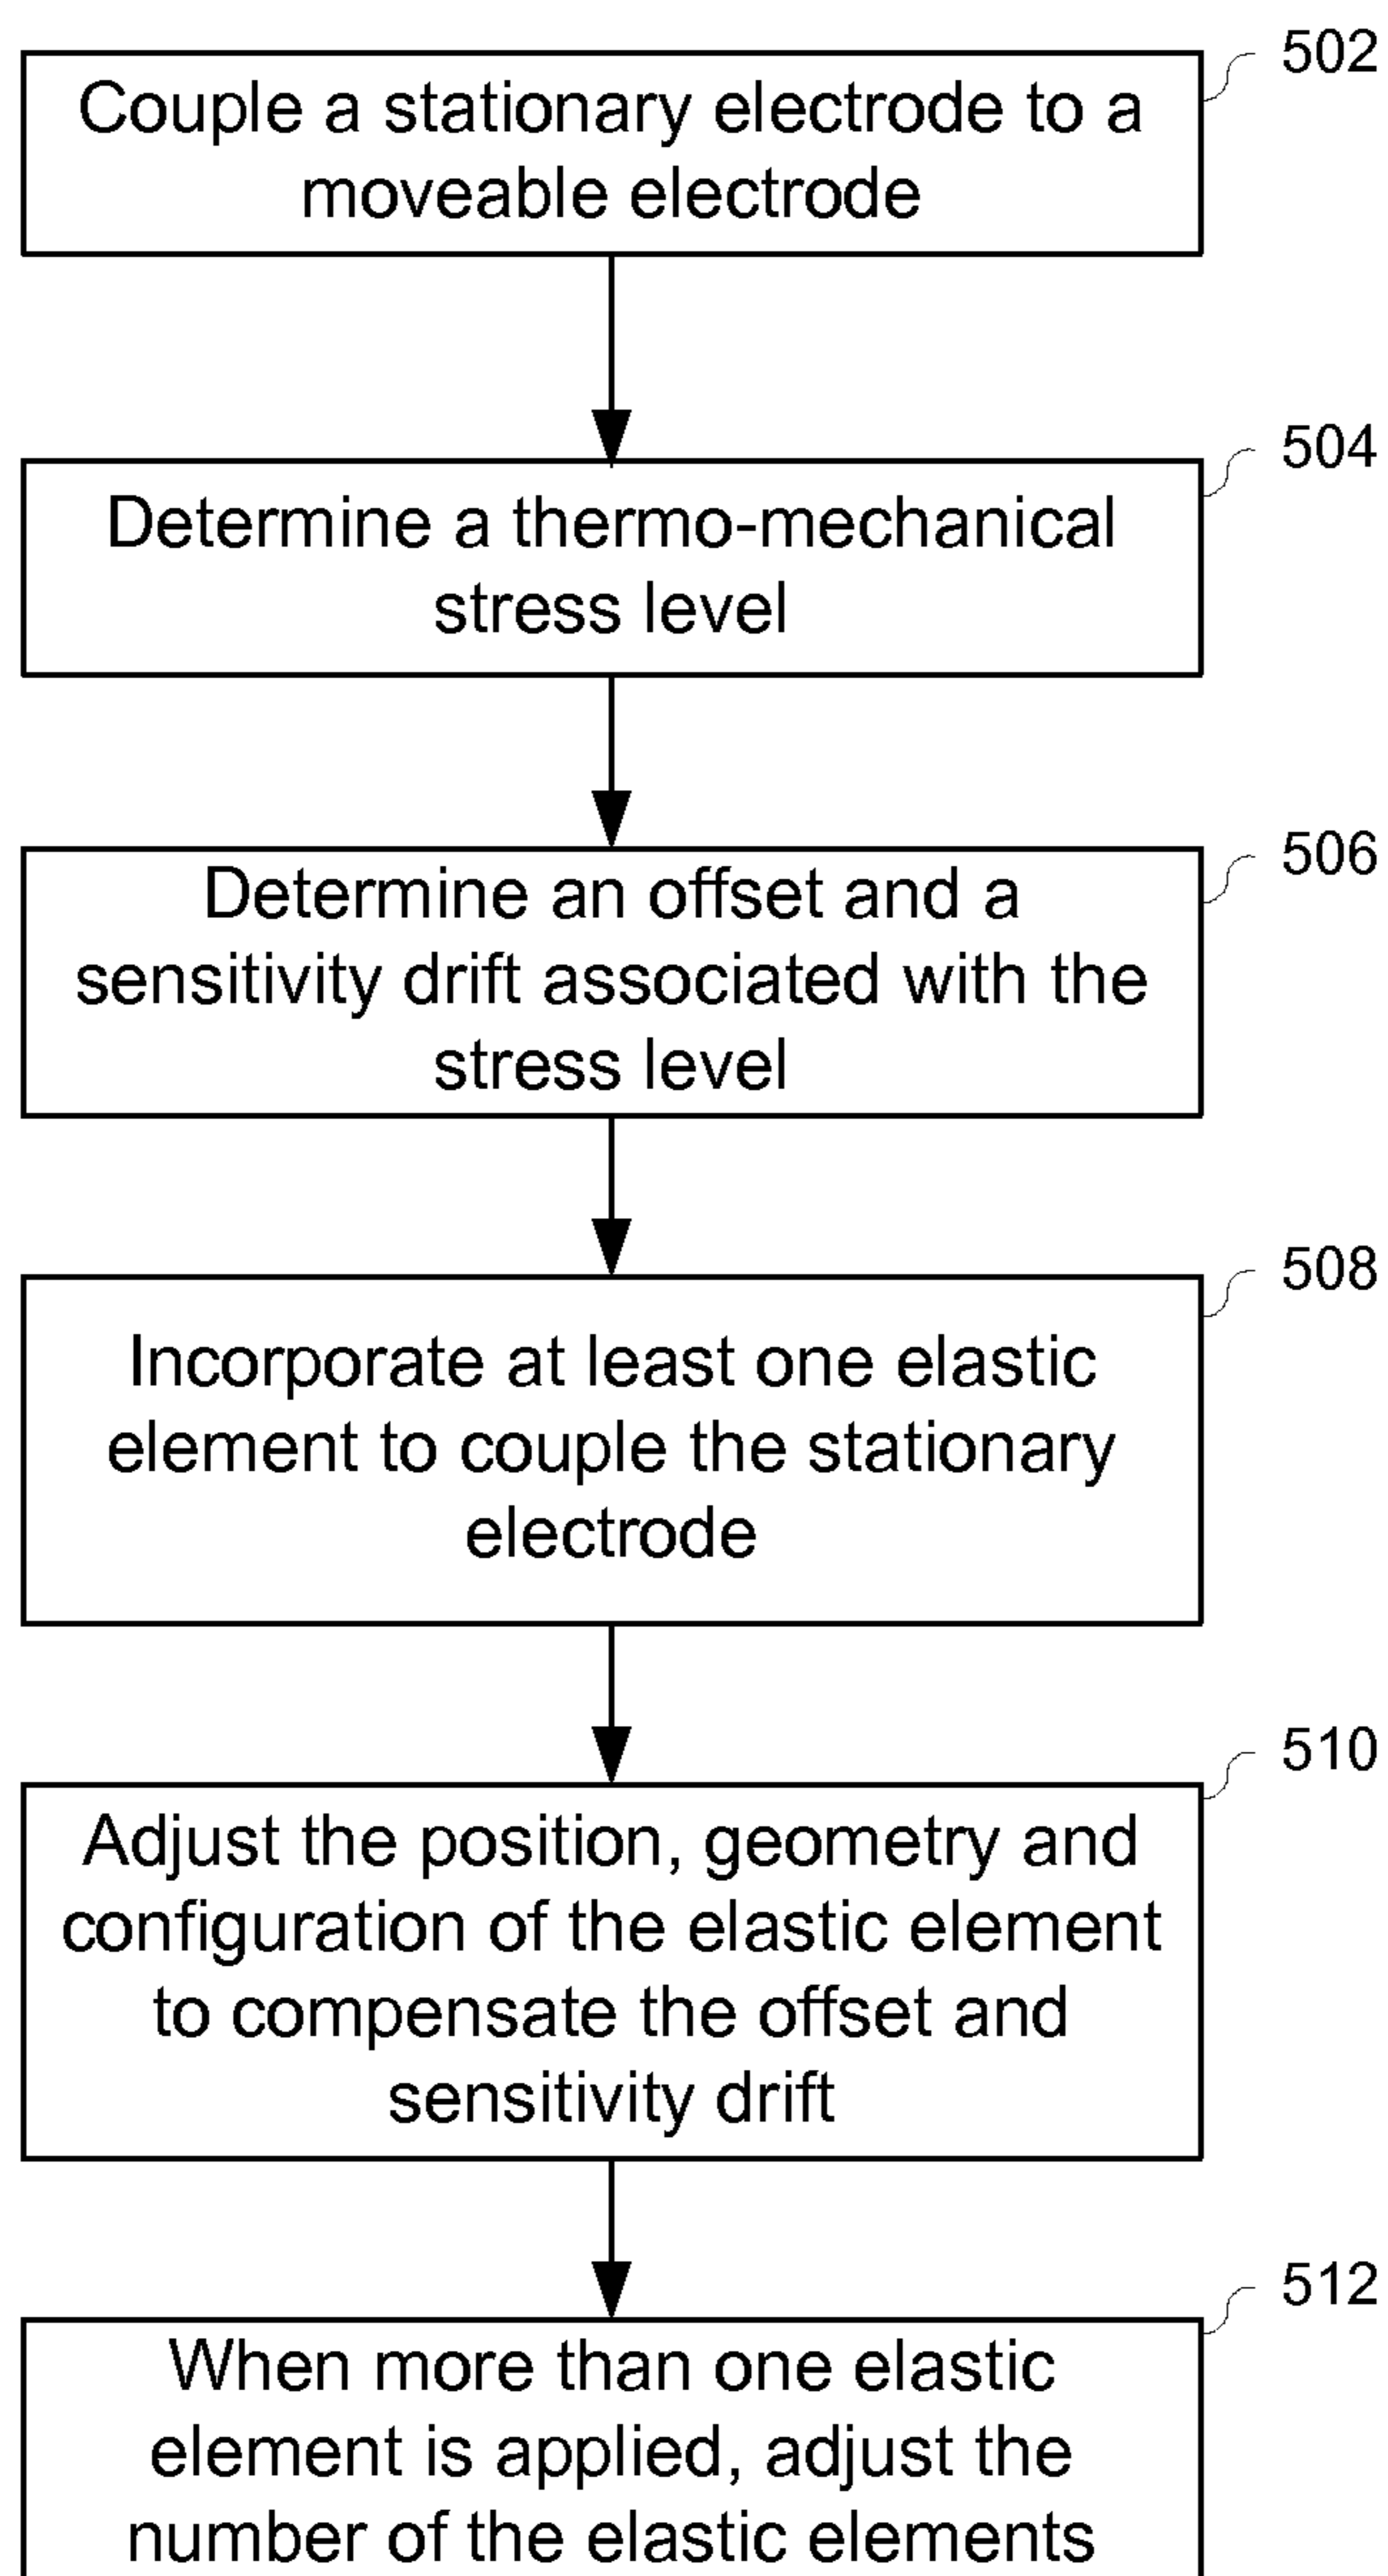 502
Couple a stationary electrode to a
moveable electrode
504
Determine a thermo-mechanical
stress level
506
Determine an offset and a
sensitivity drift associated with the
stress level
508
Incorporate at least one elastic
element to couple the stationary
electrode
510
Adjust the position, geometry and
configuration of the elastic element
to compensate the offset and
sensitivity drift
512
When more than one elastic
element is applied, adjust the
number of the elastic elements